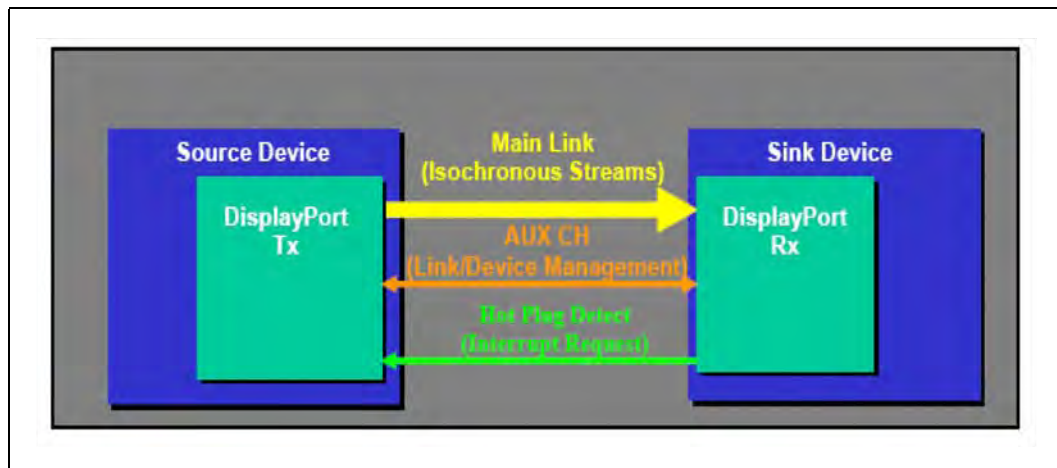 Source Device
DisplayPort
Tx
Main Link
(Isochronous Streams)
AUX CH
(Link/Device Management)
Hot Plug Detect
(Interrupt Request)
Sink Device
DisplayPort
Rx